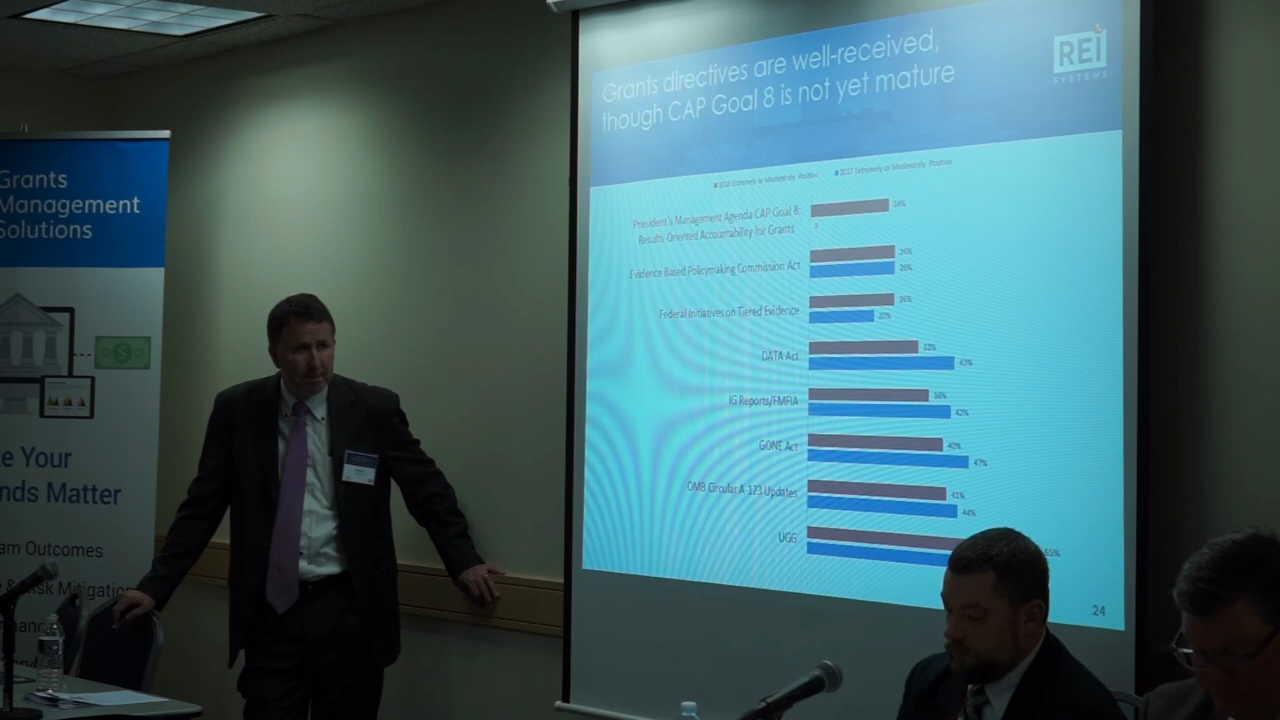 Grants
Management
Solutions
e Your
nds Matter
am Outcomes
& Risk Mitigation
Grants directives are well-received,
though CAP Goal 8 is not yet mature
REI
SYSTEMS
2018 Extremely or Moderately Positive
2017 Extremely or Moderately Positive
President's Management Agenda CAP Goal 8:
Results-Oriented Accountability for Grants
24%
0
Evidence Based Policymaking Commission Act
26%
26%
Federal Initiatives on Tiered Evidence
26%
20%
DATA Act
33%
43%
IG Reports/FMFIA
36%
42%
GONE Act
40%
47%
OMB Circular A-123 Updates
41%
44%
UGG
65%
24